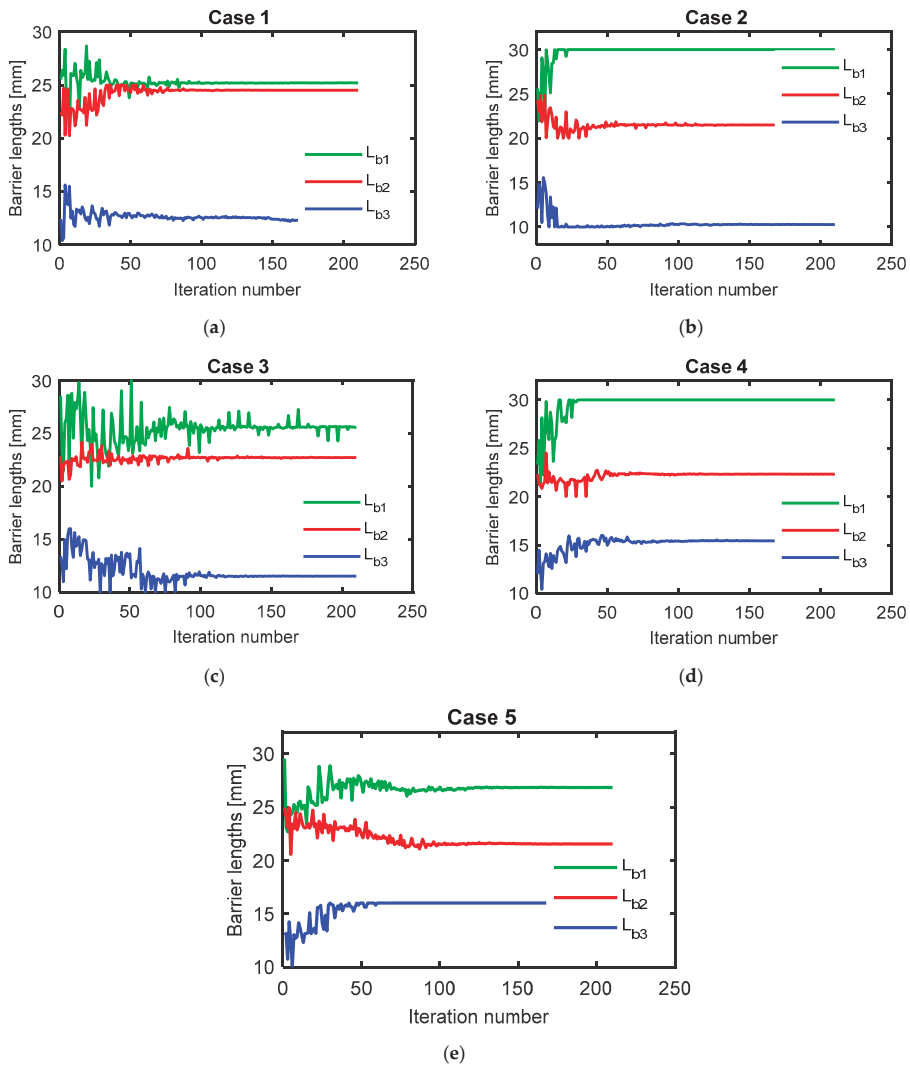 Case 1
Barrier lengths [mm]
30
25
20
15
10
0 50 100 150 200 250
Iteration number
L_b1
L_b2
L_b3
(a)
Case 2
Barrier lengths [mm]
30
25
20
15
10
0 50 100 150 200 250
Iteration number
L_b1
L_b2
L_b3
(b)
Case 3
Barrier lengths [mm]
30
25
20
15
10
0 50 100 150 200 250
Iteration number
L_b1
L_b2
L_b3
(c)
Case 4
Barrier lengths [mm]
30
25
20
15
10
0 50 100 150 200 250
Iteration number
L_b1
L_b2
L_b3
(d)
Case 5
Barrier lengths [mm]
30
25
20
15
10
0 50 100 150 200 250
Iteration number
L_b1
L_b2
L_b3
(e)